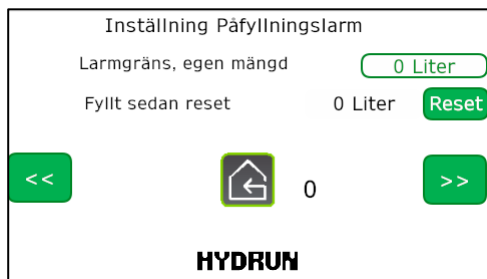 Inställning Påfyllningslarm
Larmgräns, egen mängd 0 Liter
Fyllt sedan reset 0 Liter Reset
<< 0 >>
HYDRUN